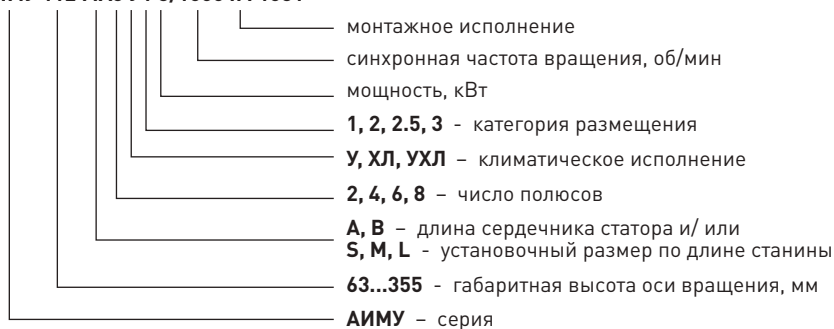 монтажное исполнение
синхронная частота вращения, об/мин
мощность, кВт
1, 2, 2.5, 3 - категория размещения
У, ХЛ, УХЛ – климатическое исполнение
2, 4, 6, 8 – число полюсов
А, В – длина сердечника статора и/ или
S, M, L - установочный размер по длине станины
63...355 - габаритная высота оси вращения, мм
АИМУ – серия